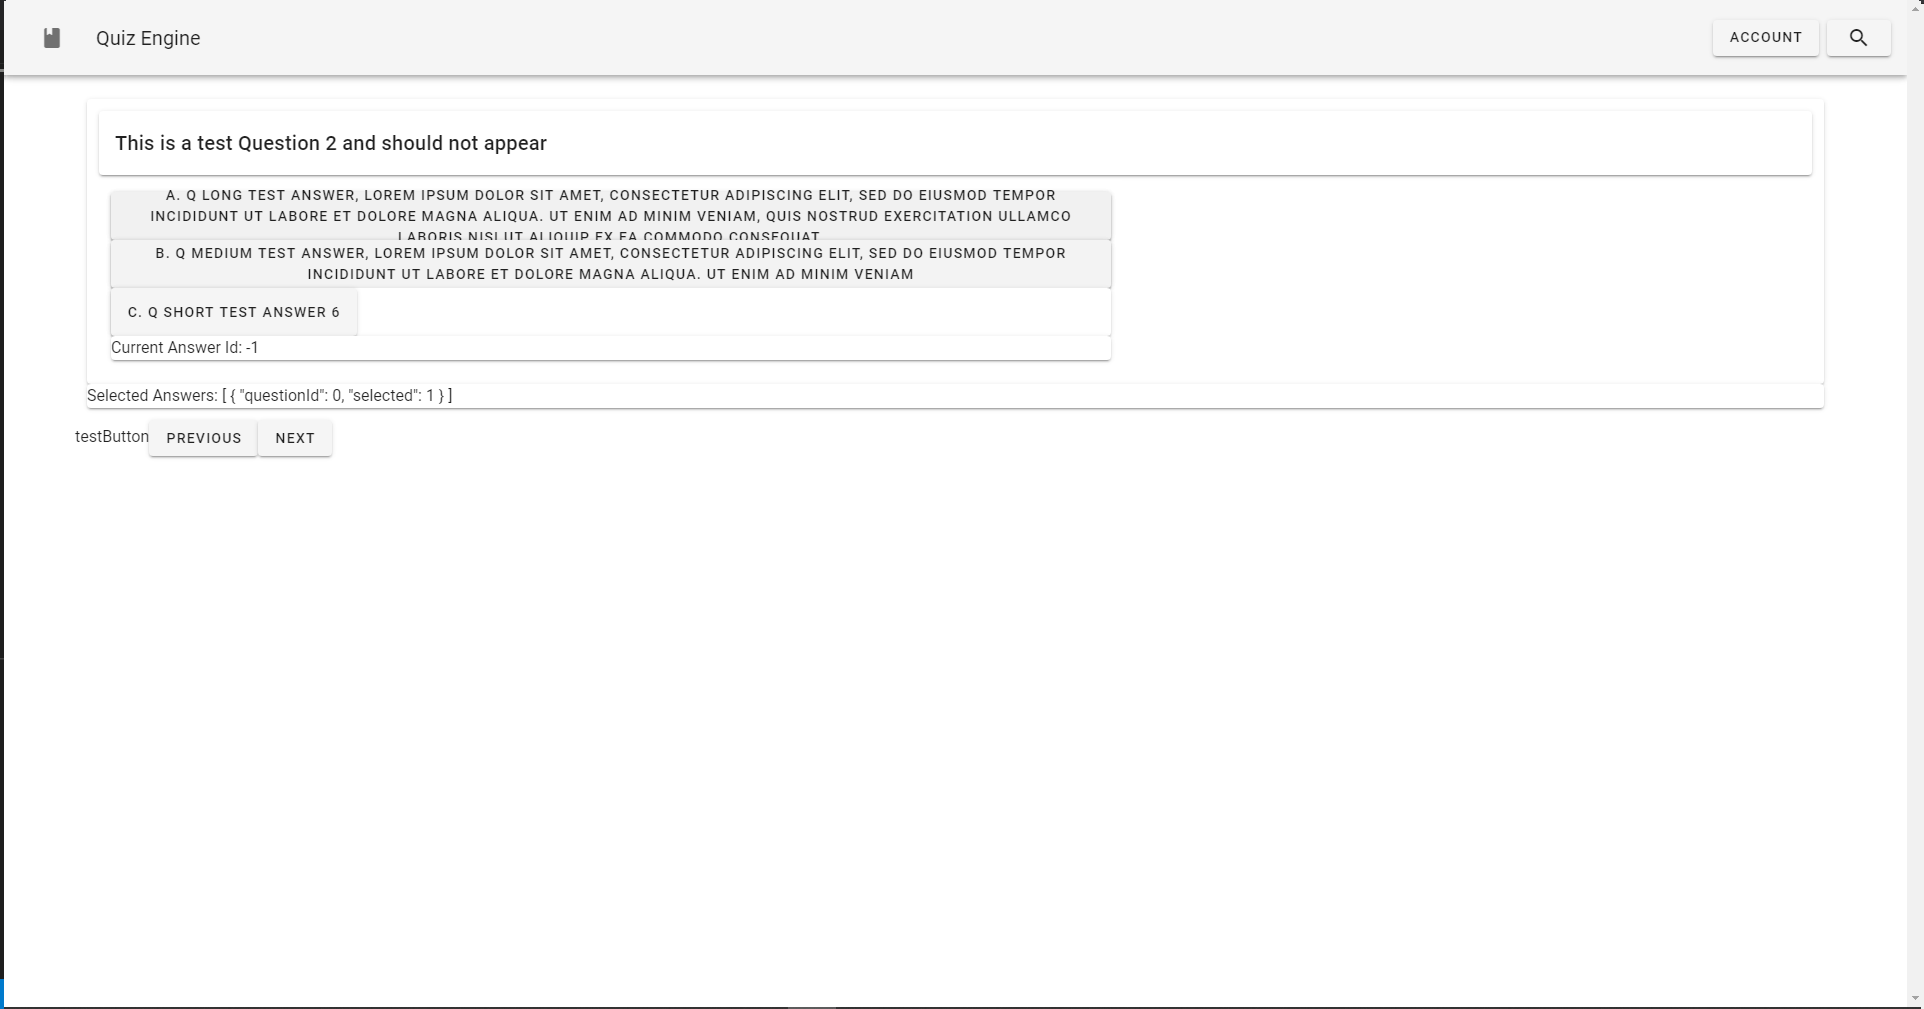 Quiz Engine
ACCOUNT
This is a test Question 2 and should not appear
A. Q LONG TEST ANSWER, LOREM IPSUM DOLOR SIT AMET, CONSECTETUR ADIPISCING ELIT, SED DO EIUSMOD TEMPOR
INCIDIDUNT UT LABORE ET DOLORE MAGNA ALIQUA. UT ENIM AD MINIM VENIAM, QUIS NOSTRUD EXERCITATION ULLAMCO
LABORIS NISI UT ALIQUIP EX EA COMMODO CONSEQUAT
B. Q MEDIUM TEST ANSWER, LOREM IPSUM DOLOR SIT AMET, CONSECTETUR ADIPISCING ELIT, SED DO EIUSMOD TEMPOR
INCIDIDUNT UT LABORE ET DOLORE MAGNA ALIQUA. UT ENIM AD MINIM VENIAM
C. Q SHORT TEST ANSWER 6
Current Answer Id: -1
Selected Answers: [ { "questionId": 0, "selected": 1 } ]
testButton PREVIOUS NEXT